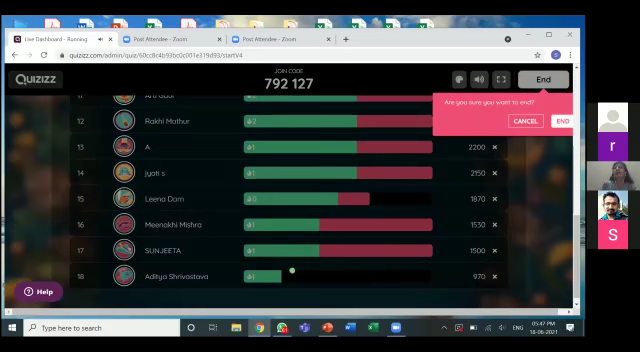 Live Dashboard - Running
Post Attendee - Zoom
Post Attendee - Zoom
quizizz.com/admin/quiz/60cc8c4b93be0c001e319d93/startV4
QUIZIZZ
JOIN CODE
792 127
End
Are you sure you want to end?
CANCEL
END
11
12 Rakhi Mathur 2
13 A 1 2200 ×
14 Jyoti s 1 2150 ×
15 Leena Dam 0 1870 ×
16 Meenakhi Mishra 1 1530 ×
17 SUNJEETA 1 1500 ×
18 Aditya Shrivastava 1 970 ×
Help
r
S
Type here to search
ENG
05:47 PM
18-06-2021